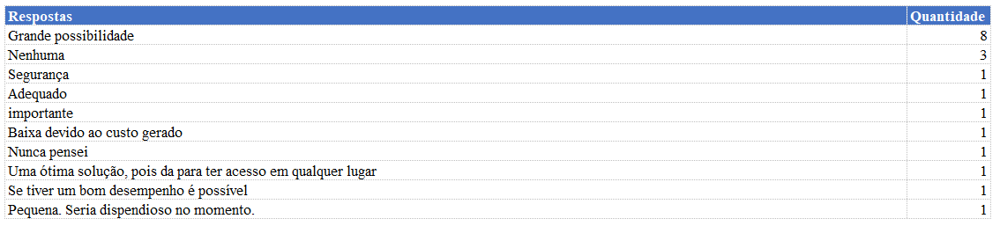 Respostas Quantidade
Grande possibilidade 8
Nenhuma 3
Segurança 1
Adequado 1
importante 1
Baixa devido ao custo gerado 1
Nunca pensei 1
Uma ótima solução, pois da para ter acesso em qualquer lugar 1
Se tiver um bom desempenho é possível 1
Pequena. Seria dispendioso no momento. 1